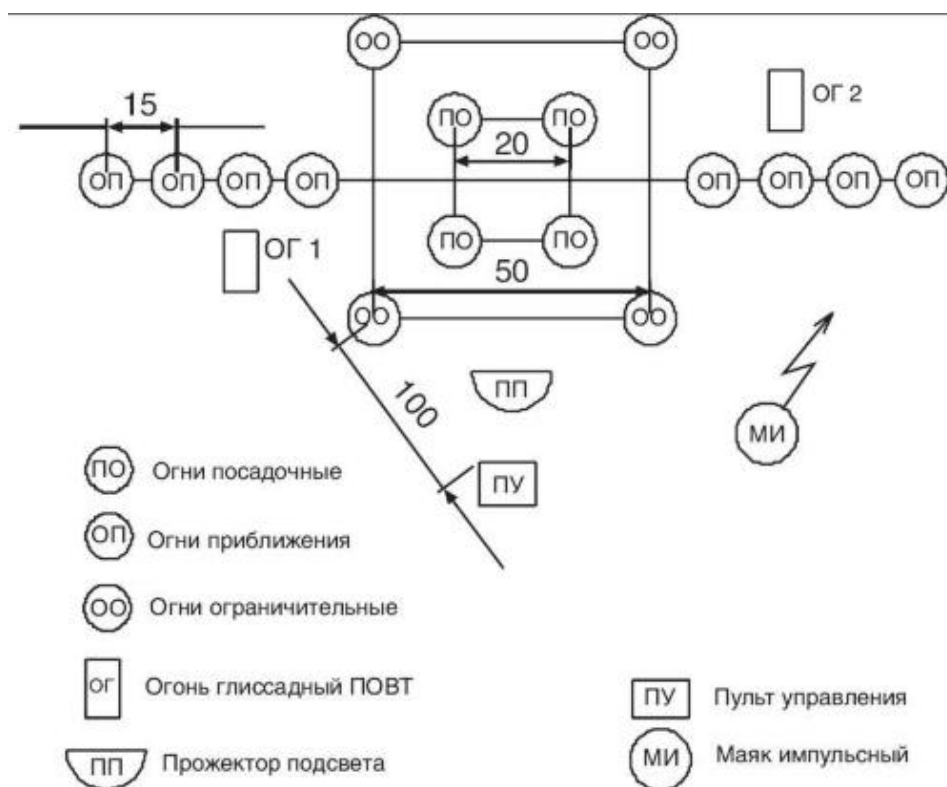 ОО ОО
ОГ 2
15
ПО ПО
20
ОП ОП ОП ОП ОП ОП ОП ОП
ПО ПО
ОГ 1
50
ОО ОО
ПП
100
МИ
ПУ
ПО Огни посадочные
ОП Огни приближения
ОО Огни ограничительные
ОГ Огонь глиссадный ПОВТ
ПУ Пульт управления
ПП Прожектор подсвета
МИ Маяк импульсный